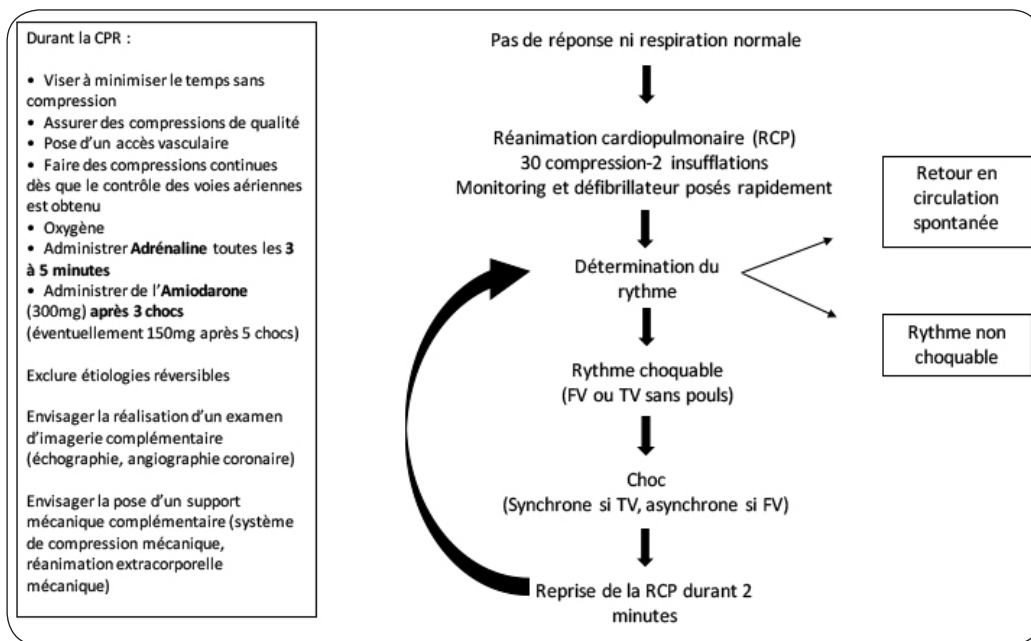 Durant la CPR :
• Viser à minimiser le temps sans
compression
• Assurer des compressions de qualité
• Pose d'un accès vasculaire
• Faire des compressions continues
dès que le contrôle des voies aériennes
est obtenu
• Oxygène
• Administrer Adrénaline toutes les 3
à 5 minutes
• Administrer de l'Amiodarone
(300mg) après 3 chocs
(éventuellement 150mg après 5 chocs)
Exclure étiologies réversibles
Envisager la réalisation d'un examen
d'imagerie complémentaire
(échographie, angiographie coronaire)
Envisager la pose d'un support
mécanique complémentaire (système
de compression mécanique,
réanimation extracorporelle
mécanique)
Pas de réponse ni respiration normale
Réanimation cardiopulmonaire (RCP)
30 compression-2 insufflations
Monitoring et défibrillateur posés rapidement
Détermination du
rythme
Retour en
circulation
spontanée
Rythme non
choquable
Rythme choquable
(FV ou TV sans pouls)
Choc
(Synchrone si TV, asynchrone si FV)
Reprise de la RCP durant 2
minutes